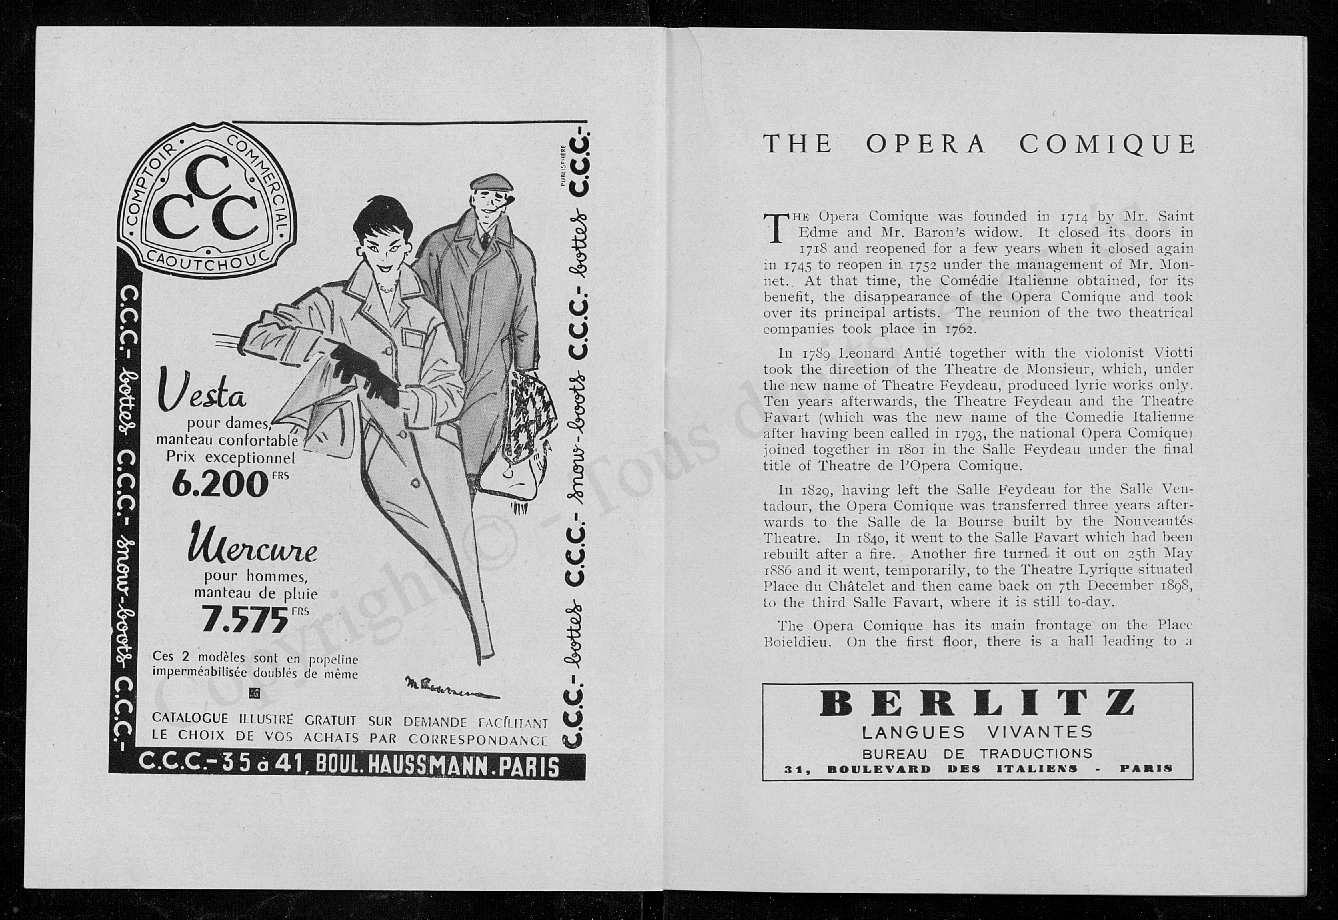 COMPTOIR · COMMERCIAL · CAOUTCHOUC
C
C C
PUBLISPHERE
C.C.C.- bottes C.C.C.- snow-boots C.C.C.-
C.C.C.- bottes C.C.C.- snow-boots C.C.C.- bottes C.C.C.-
Vesta
pour dames,
manteau confortable
Prix exceptionnel
6.200 FRS
Mercure
pour hommes,
manteau de pluie
7.575 FRS
Ces 2 modèles sont en popeline
imperméabilisée doublés de même
CATALOGUE ILLUSTRÉ GRATUIT SUR DEMANDE FACILITANT
LE CHOIX DE VOS ACHATS PAR CORRESPONDANCE
C.C.C.-35 à 41, BOUL. HAUSSMANN. PARIS
THE OPERA COMIQUE
THE Opera Comique was founded in 1714 by Mr. Saint
Edme and Mr. Baron's widow. It closed its doors in
1718 and reopened for a few years when it closed again
in 1745 to reopen in 1752 under the management of Mr. Mon-
net. At that time, the Comédie Italienne obtained, for its
benefit, the disappearance of the Opera Comique and took
over its principal artists. The reunion of the two theatrical
companies took place in 1762.
In 1789 Leonard Antié together with the violonist Viotti
took the direction of the Theatre de Monsieur, which, under
the new name of Theatre Feydeau, produced lyric works only.
Ten years afterwards, the Theatre Feydeau and the Theatre
Favart (which was the new name of the Comedie Italienne
after having been called in 1793, the national Opera Comique)
joined together in 1801 in the Salle Feydeau under the final
title of Theatre de l'Opera Comique.
In 1829, having left the Salle Feydeau for the Salle Ven-
tadour, the Opera Comique was transferred three years after-
wards to the Salle de la Bourse built by the Nouveautés
Theatre. In 1840, it went to the Salle Favart which had been
rebuilt after a fire. Another fire turned it out on 25th May
1886 and it went, temporarily, to the Theatre Lyrique situated
Place du Châtelet and then came back on 7th December 1898,
to the third Salle Favart, where it is still to-day.
The Opera Comique has its main frontage on the Place
Boieldieu. On the first floor, there is a hall leading to a
BERLITZ
LANGUES VIVANTES
BUREAU DE TRADUCTIONS
31, BOULEVARD DES ITALIENS - PARIS